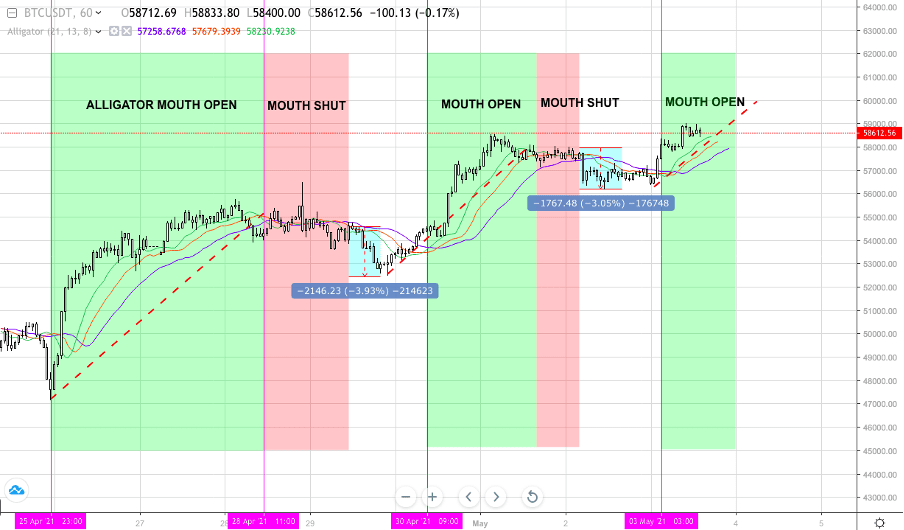 BTCUSDT, 60 O58712.69 H58833.80 L58400.00 C58612.56 −100.13 (−0.17%)
Alligator (21, 13, 8) 57258.6768 57679.3939 58230.9238
64000.00
63000.00
62000.00
61000.00
60000.00
59000.00
58612.56
58000.00
57000.00
56000.00
55000.00
54000.00
53000.00
52000.00
51000.00
50000.00
49000.00
48000.00
47000.00
46000.00
45000.00
44000.00
43000.00
ALLIGATOR MOUTH OPEN
MOUTH SHUT
MOUTH OPEN
MOUTH SHUT
MOUTH OPEN
−1767.48 (−3.05%) −176748
−2146.23 (−3.93%) −214623
25 Apr '21 23:00 27 28 28 Apr '21 11:00 29 30 Apr '21 09:00 May 2 03 May '21 03:00 4 5